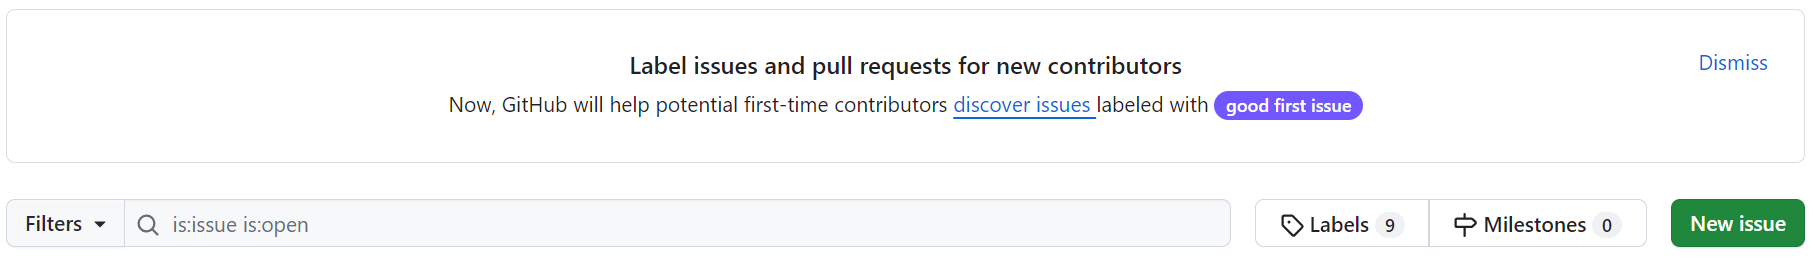 Label issues and pull requests for new contributors
Dismiss
Now, GitHub will help potential first-time contributors discover issues labeled with good first issue
Filters is:issue is:open Labels 9 Milestones 0 New issue